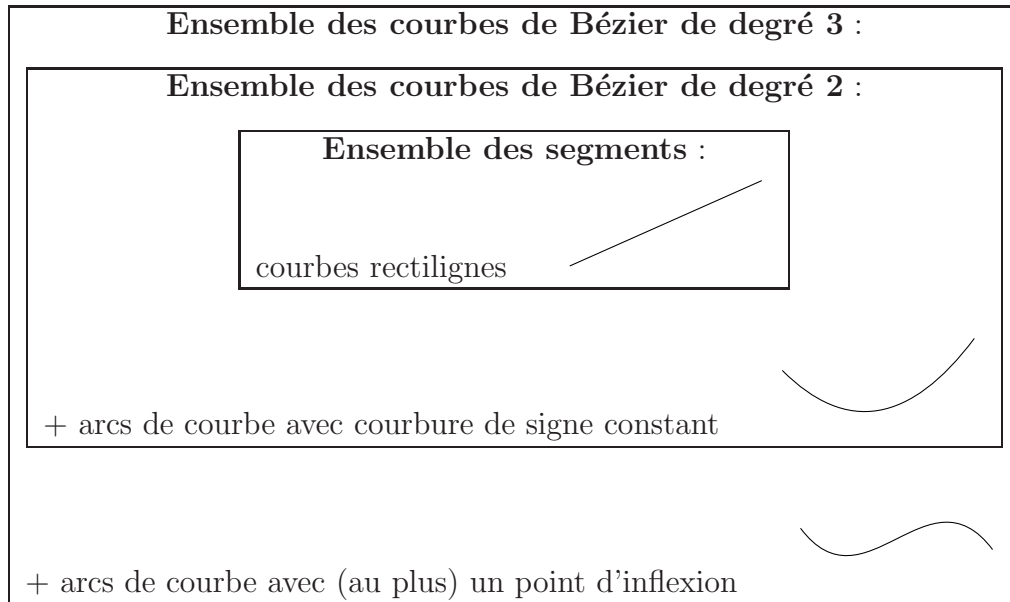 Ensemble des courbes de Bézier de degré 3 :
Ensemble des courbes de Bézier de degré 2 :
Ensemble des segments :
courbes rectilignes
+ arcs de courbe avec courbure de signe constant
+ arcs de courbe avec (au plus) un point d'inflexion